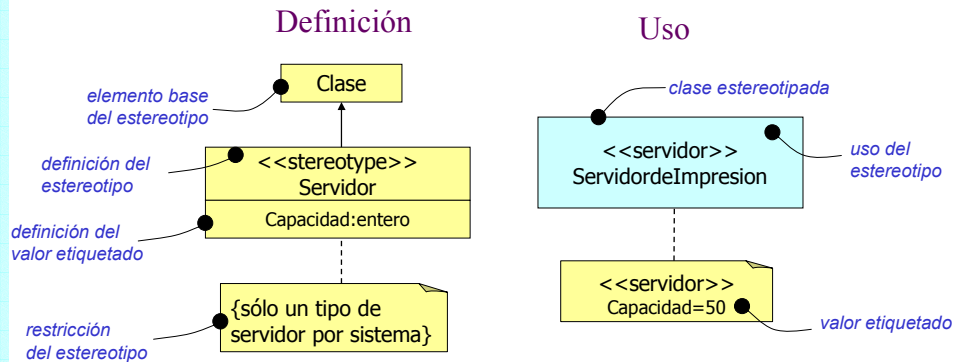 Definición
Uso
Clase
elemento base
del estereotipo
clase estereotipada
definición del
estereotipo
<<stereotype>>
Servidor
<<servidor>>
ServidordeImpresion
uso del
estereotipo
Capacidad:entero
definición del
valor etiquetado
<<servidor>>
Capacidad=50
{sólo un tipo de
servidor por sistema}
valor etiquetado
restricción
del estereotipo